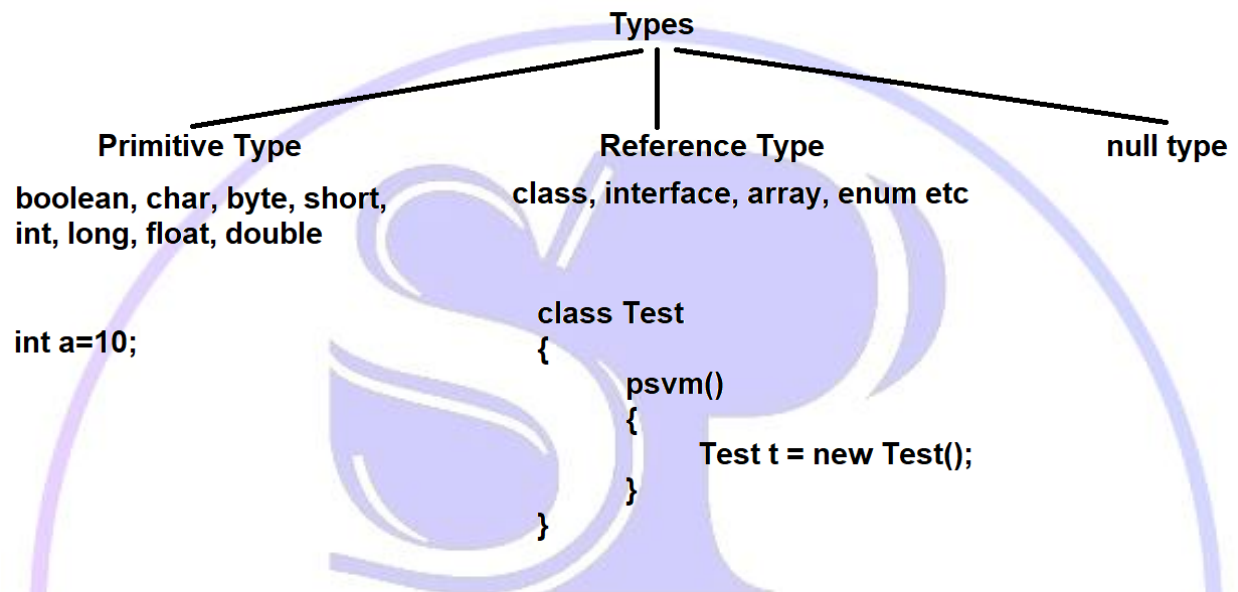 Types
Primitive Type
Reference Type
null type
boolean, char, byte, short,
int, long, float, double
class, interface, array, enum etc
int a=10;
class Test
{
psvm()
{
Test t = new Test();
}
}